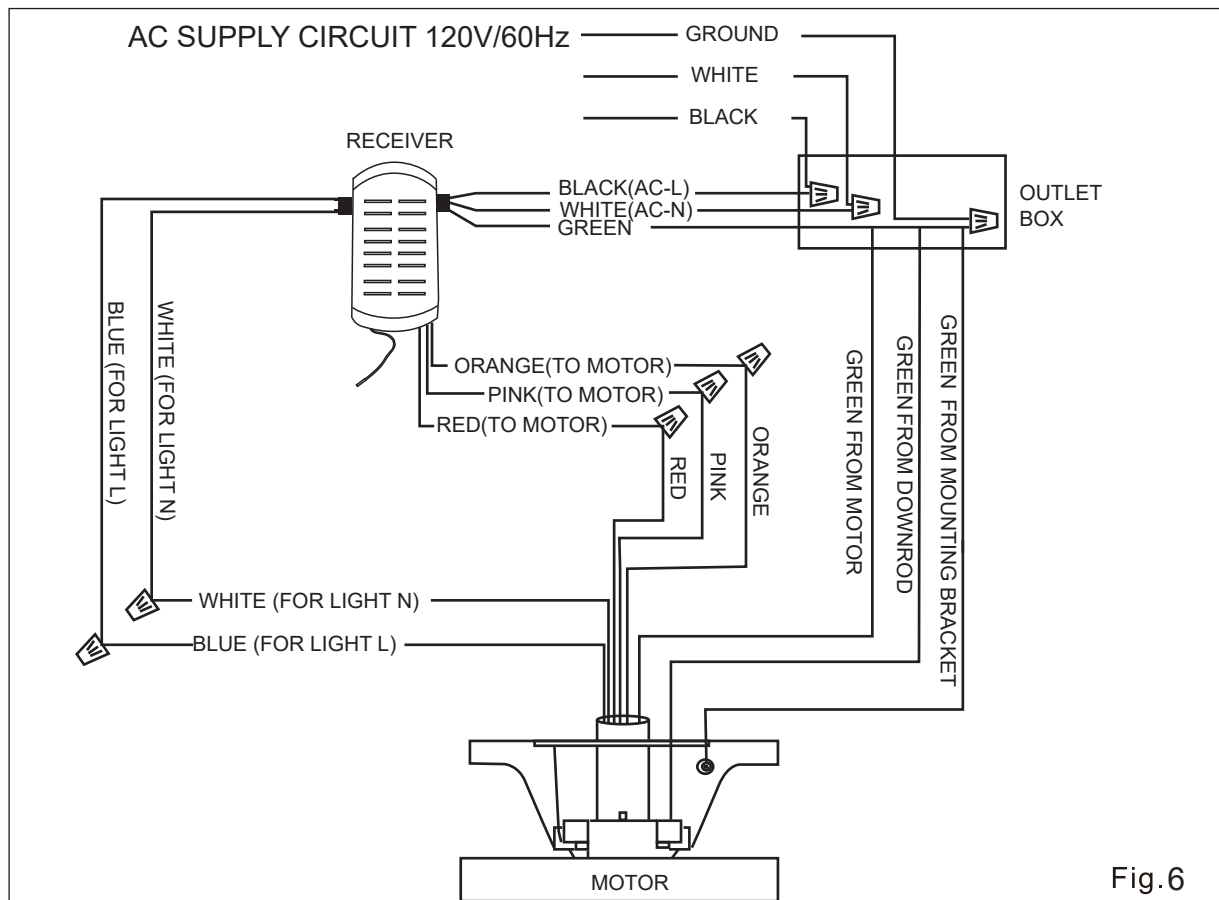 AC SUPPLY CIRCUIT 120V/60Hz
GROUND
WHITE
BLACK
RECEIVER
BLACK(AC-L)
WHITE(AC-N)
GREEN
OUTLET
BOX
BLUE (FOR LIGHT L)
WHITE (FOR LIGHT N)
ORANGE(TO MOTOR)
PINK(TO MOTOR)
RED(TO MOTOR)
RED
PINK
ORANGE
GREEN FROM MOTOR
GREEN FROM DOWNROD
GREEN FROM MOUNTING BRACKET
WHITE (FOR LIGHT N)
BLUE (FOR LIGHT L)
MOTOR
Fig.6